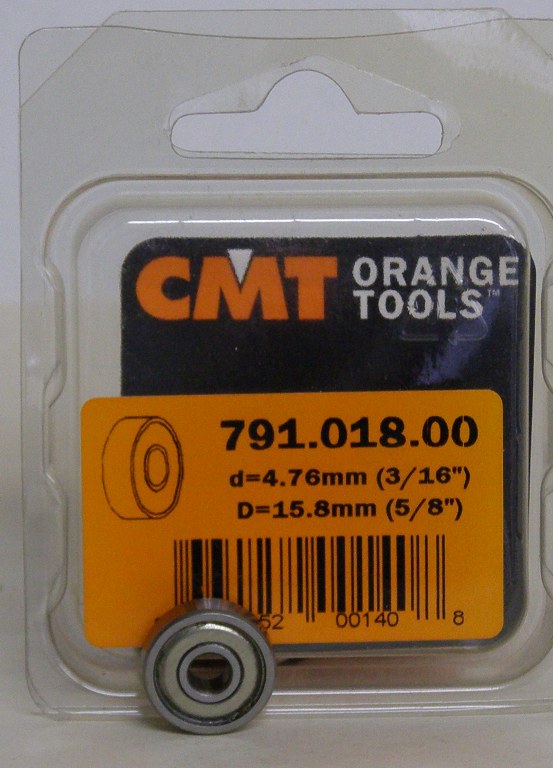 CMT ORANGE
TOOLS™
791.018.00
d=4.76mm (3/16")
D=15.8mm (5/8")
52 00140 8